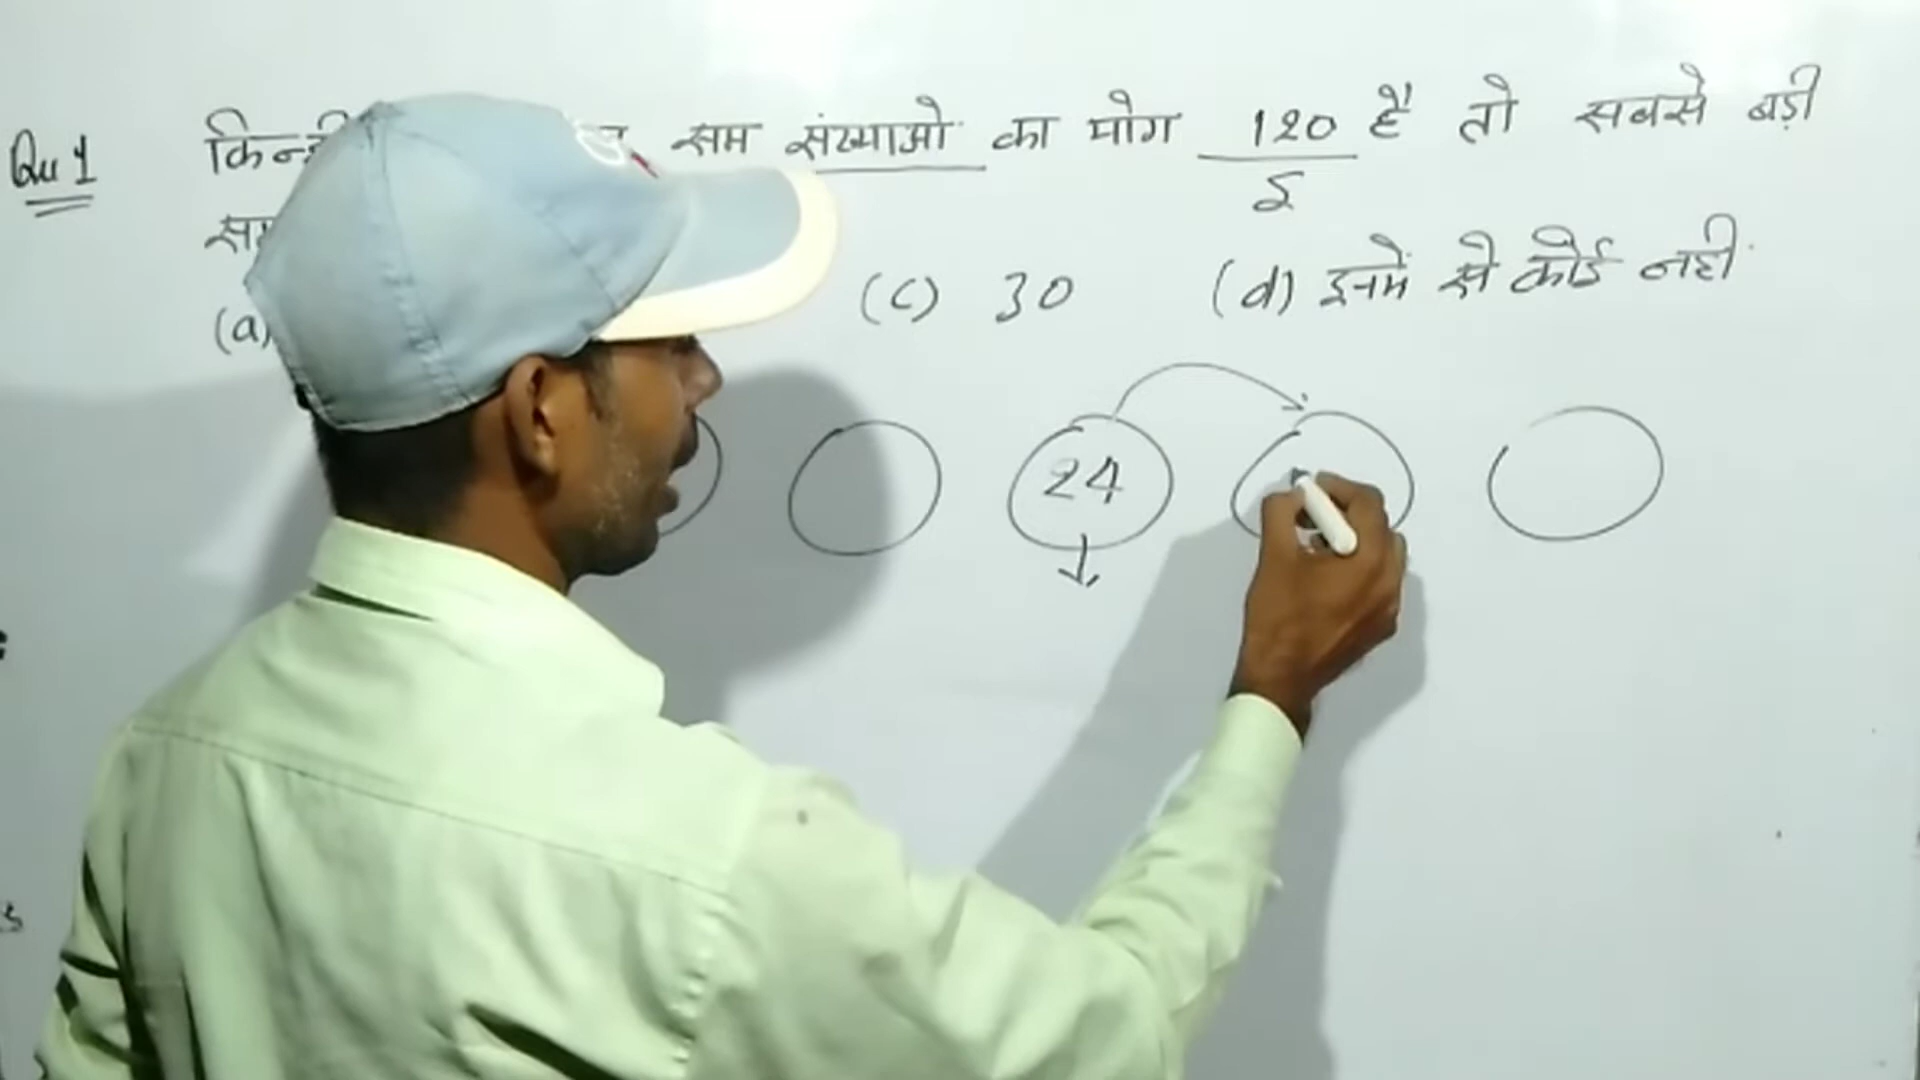 Qu 1 सम संख्याओ का योग 120 है तो सबसे बड़ी
5
(a) (c) 30 (d) इनमें से कोई नही
24